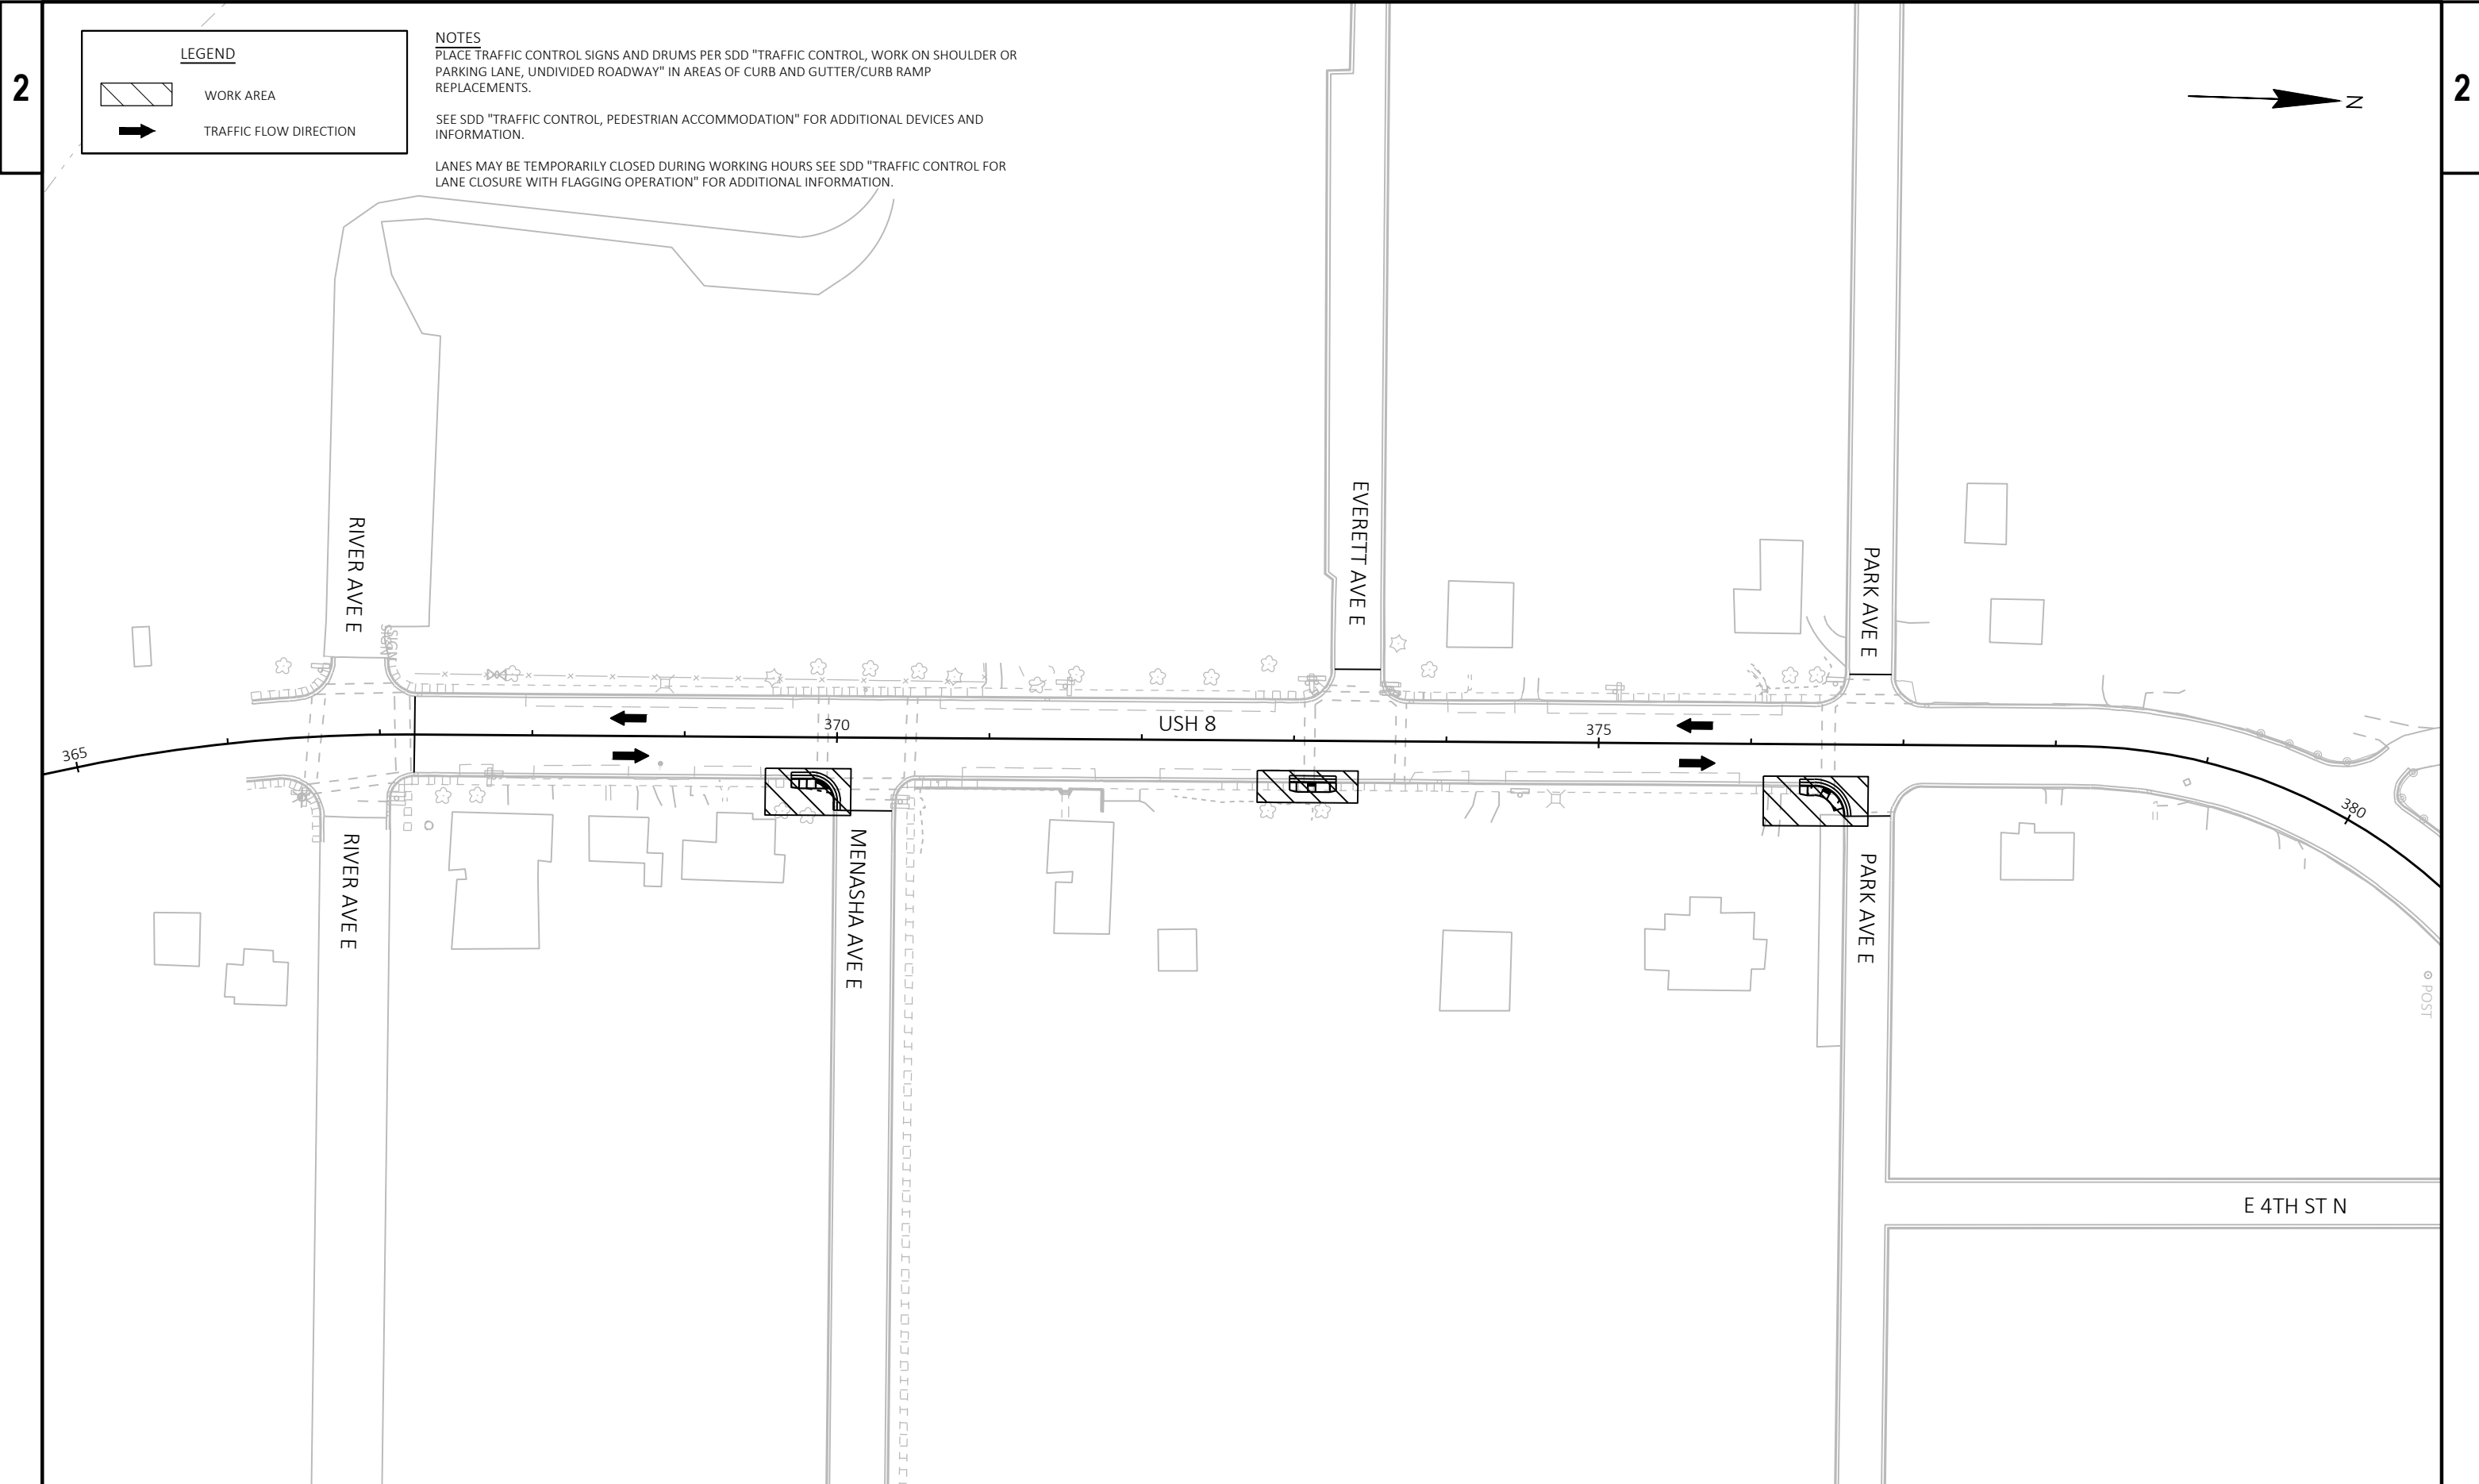 2
2
LEGEND
WORK AREA
TRAFFIC FLOW DIRECTION
NOTES
PLACE TRAFFIC CONTROL SIGNS AND DRUMS PER SDD "TRAFFIC CONTROL, WORK ON SHOULDER OR
PARKING LANE, UNDIVIDED ROADWAY" IN AREAS OF CURB AND GUTTER/CURB RAMP
REPLACEMENTS.
SEE SDD "TRAFFIC CONTROL, PEDESTRIAN ACCOMMODATION" FOR ADDITIONAL DEVICES AND
INFORMATION.
LANES MAY BE TEMPORARILY CLOSED DURING WORKING HOURS SEE SDD "TRAFFIC CONTROL FOR
LANE CLOSURE WITH FLAGGING OPERATION" FOR ADDITIONAL INFORMATION.
N
RIVER AVE E
EVERETT AVE E
PARK AVE E
SIGN
SIGN
365
370
USH 8
375
380
RIVER AVE E
MENASHA AVE E
PARK AVE E
POST
E 4TH ST N